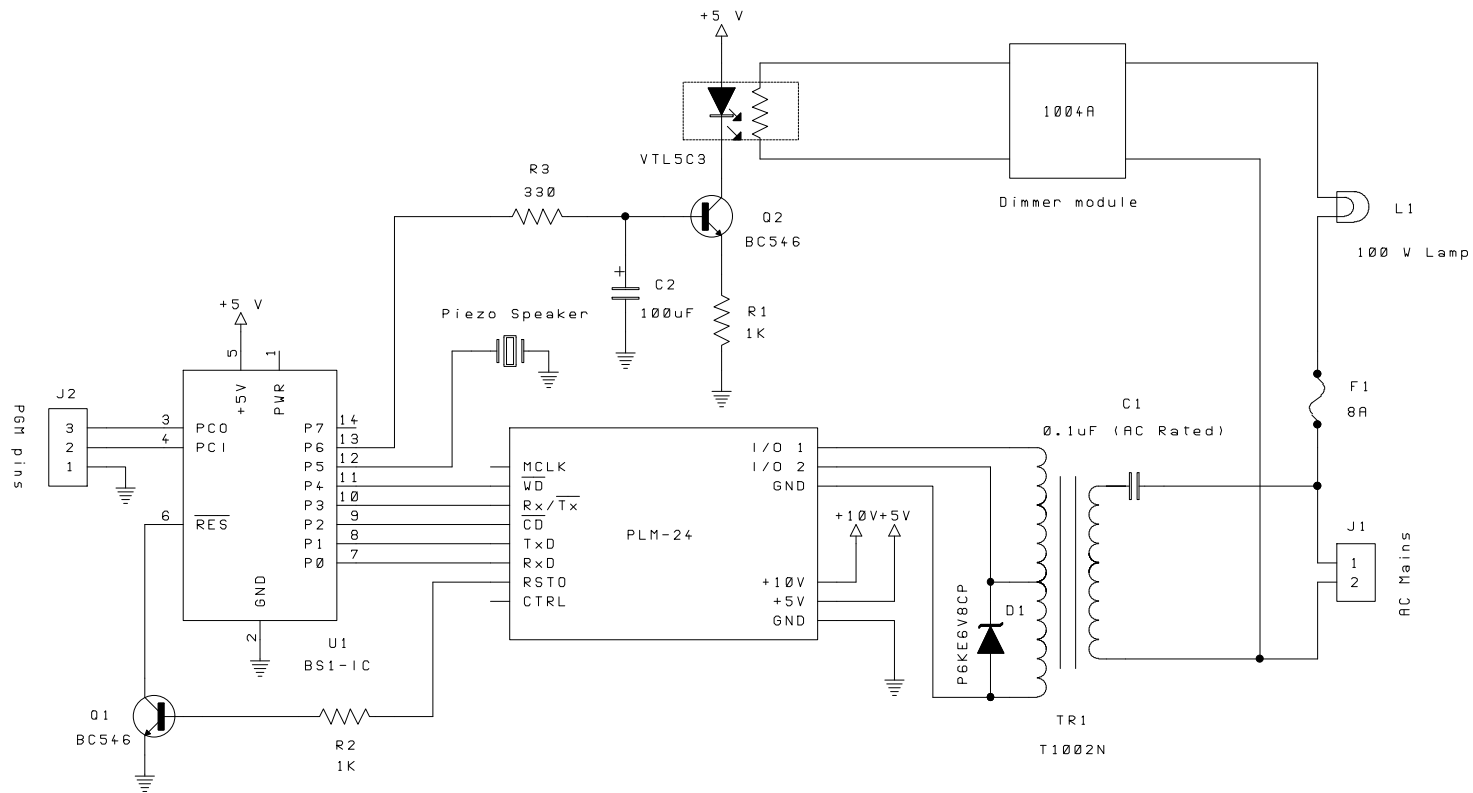 +5 V
1004A
VTL5C3
Dimmer module
R3
330
Q2
BC546
L1
100 W Lamp
C2
100uF
R1
1K
Piezo Speaker
F1
8A
+5 V
5
1
+5V
PWR
J2
PGM pins
3
2
1
3
4
6
PCO
PCI
RES
GND
2
P7
P6
P5
P4
P3
P2
P1
P0
14
13
12
11
10
9
8
7
U1
BS1-IC
MCLK
WD
Rx/Tx
CD
TxD
RxD
RSTO
CTRL
PLM-24
I/O 1
I/O 2
GND
+10V
+5V
GND
+10V+5V
D1
P6KE6V8CP
C1
0.1uF (AC Rated)
J1
1
2
AC Mains
TR1
T1002N
Q1
BC546
R2
1K